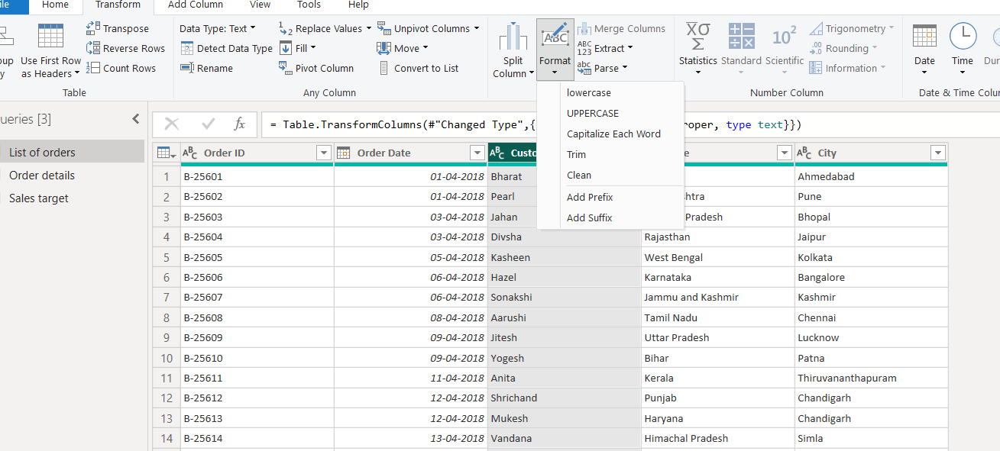 ile Home Transform Add Column View Tools Help
Transpose Data Type: Text Replace Values Unpivot Columns Merge Columns Trigonometry
oup Use First Row Reverse Rows Detect Data Type Fill Move Split Format Extract Statistics Standard Scientific Rounding Date Time Dur
y as Headers Count Rows Rename Pivot Column Convert to List Column Parse Information
Table Any Column Number Column Date & Time Colu
lowercase
UPPERCASE
Capitalize Each Word
Trim
Clean
Add Prefix
Add Suffix
ueries [3]
List of orders
Order details
Sales target
= Table.TransformColumns(#"Changed Type",{ roper, type text}})
Order ID Order Date Custo e City
1 B-25601 01-04-2018 Bharat Ahmedabad
2 B-25602 01-04-2018 Pearl htra Pune
3 B-25603 03-04-2018 Jahan Pradesh Bhopal
4 B-25604 03-04-2018 Divsha Rajasthan Jaipur
5 B-25605 05-04-2018 Kasheen West Bengal Kolkata
6 B-25606 06-04-2018 Hazel Karnataka Bangalore
7 B-25607 06-04-2018 Sonakshi Jammu and Kashmir Kashmir
8 B-25608 08-04-2018 Aarushi Tamil Nadu Chennai
9 B-25609 09-04-2018 Jitesh Uttar Pradesh Lucknow
10 B-25610 09-04-2018 Yogesh Bihar Patna
11 B-25611 11-04-2018 Anita Kerala Thiruvananthapuram
12 B-25612 12-04-2018 Shrichand Punjab Chandigarh
13 B-25613 12-04-2018 Mukesh Haryana Chandigarh
14 B-25614 13-04-2018 Vandana Himachal Pradesh Simla